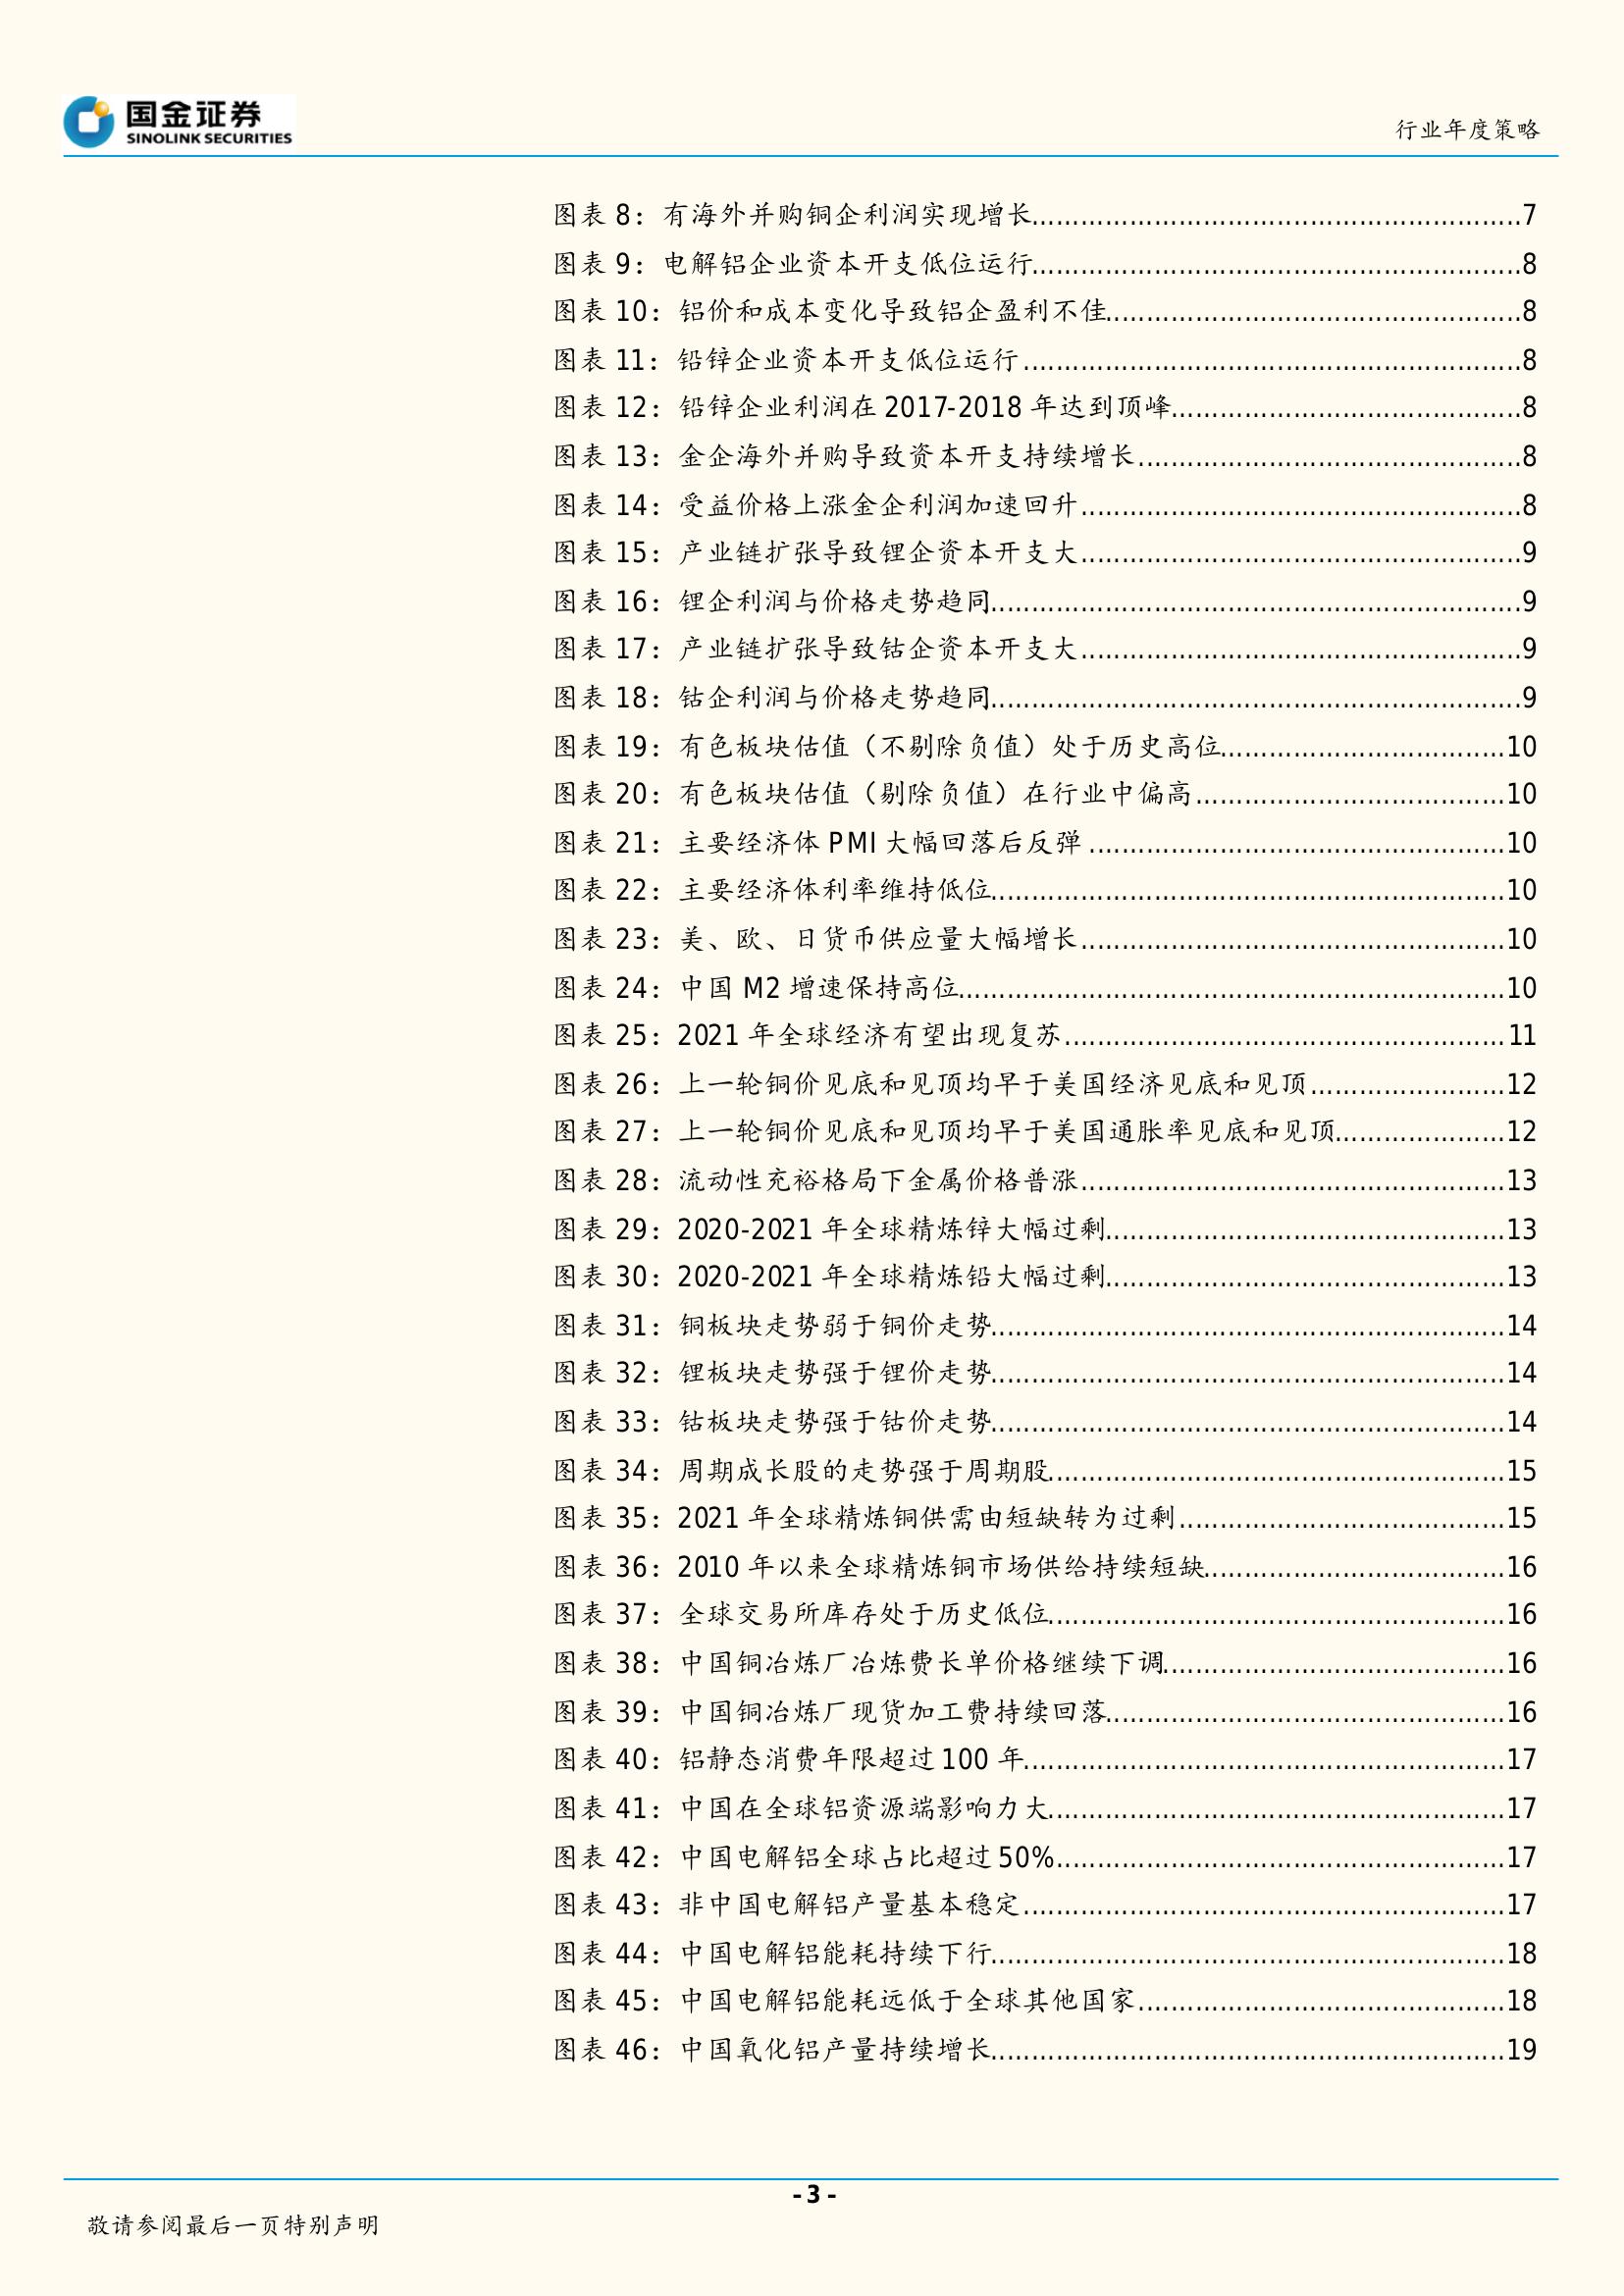 国金证券
SINOLINK SECURITIES
行业年度策略
图表 8：有海外并购铜企利润实现增长....................7
图表 9：电解铝企业资本开支低位运行....................8
图表 10：铝价和成本变化导致铝企盈利不佳....................8
图表 11：铅锌企业资本开支低位运行....................8
图表 12：铅锌企业利润在 2017-2018 年达到顶峰....................8
图表 13：金企海外并购导致资本开支持续增长....................8
图表 14：受益价格上涨金企利润加速回升....................8
图表 15：产业链扩张导致锂企资本开支大....................9
图表 16：锂企利润与价格走势趋同....................9
图表 17：产业链扩张导致钴企资本开支大....................9
图表 18：钴企利润与价格走势趋同....................9
图表 19：有色板块估值（不剔除负值）处于历史高位....................10
图表 20：有色板块估值（剔除负值）在行业中偏高....................10
图表 21：主要经济体 PMI 大幅回落后反弹....................10
图表 22：主要经济体利率维持低位....................10
图表 23：美、欧、日货币供应量大幅增长....................10
图表 24：中国 M2 增速保持高位....................10
图表 25：2021 年全球经济有望出现复苏....................11
图表 26：上一轮铜价见底和见顶均早于美国经济见底和见顶....................12
图表 27：上一轮铜价见底和见顶均早于美国通胀率见底和见顶....................12
图表 28：流动性充裕格局下金属价格普涨....................13
图表 29：2020-2021 年全球精炼锌大幅过剩....................13
图表 30：2020-2021 年全球精炼铅大幅过剩....................13
图表 31：铜板块走势弱于铜价走势....................14
图表 32：锂板块走势强于锂价走势....................14
图表 33：钴板块走势强于钴价走势....................14
图表 34：周期成长股的走势强于周期股....................15
图表 35：2021 年全球精炼铜供需由短缺转为过剩....................15
图表 36：2010 年以来全球精炼铜市场供给持续短缺....................16
图表 37：全球交易所库存处于历史低位....................16
图表 38：中国铜冶炼厂冶炼费长单价格继续下调....................16
图表 39：中国铜冶炼厂现货加工费持续回落....................16
图表 40：铝静态消费年限超过 100 年....................17
图表 41：中国在全球铝资源端影响力大....................17
图表 42：中国电解铝全球占比超过 50%....................17
图表 43：非中国电解铝产量基本稳定....................17
图表 44：中国电解铝能耗持续下行....................18
图表 45：中国电解铝能耗远低于全球其他国家....................18
图表 46：中国氧化铝产量持续增长....................19
- 3 -
敬请参阅最后一页特别声明